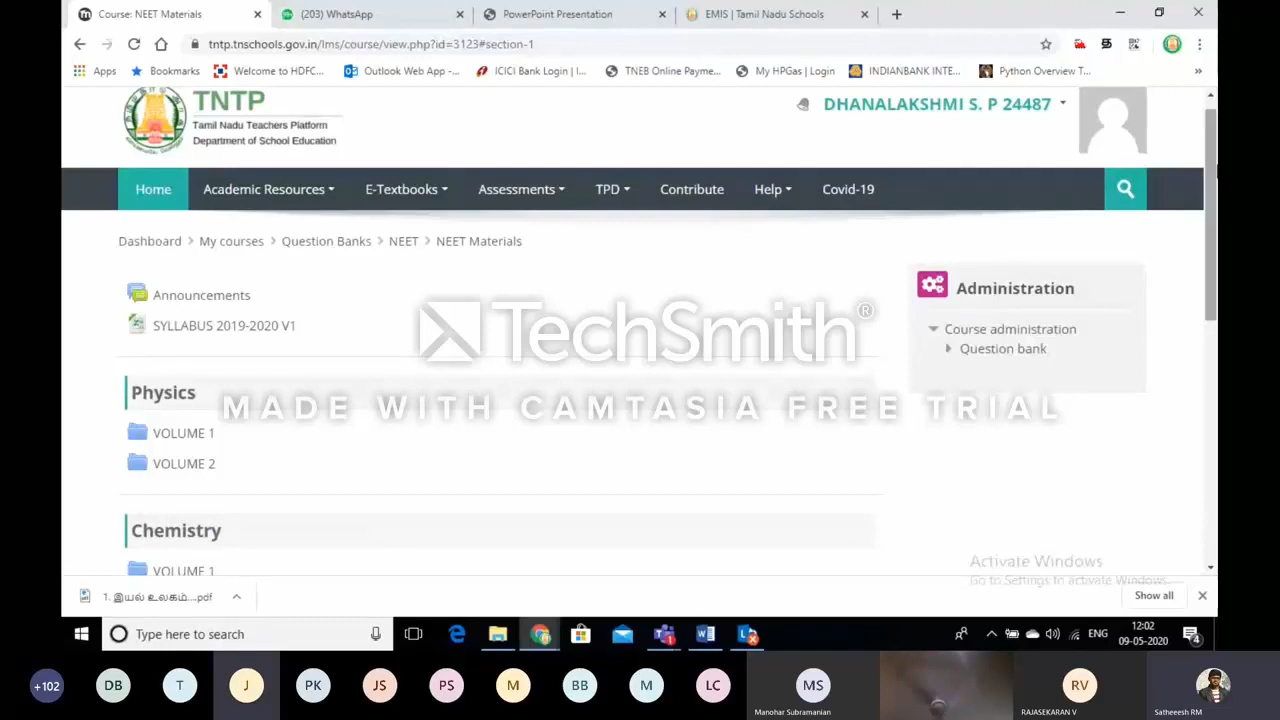 Course: NEET Materials
(203) WhatsApp
PowerPoint Presentation
EMIS | Tamil Nadu Schools
tntp.tnschools.gov.in/lms/course/view.php?id=3123#section-1
Apps
Bookmarks
Welcome to HDFC...
Outlook Web App -...
ICICI Bank Login | I...
TNEB Online Payme...
My HPGas | Login
INDIANBANK INTE...
Python Overview T...
»
TNTP
Tamil Nadu Teachers Platform
Department of School Education
DHANALAKSHMI S. P 24487
Home
Academic Resources
E-Textbooks
Assessments
TPD
Contribute
Help
Covid-19
Dashboard > My courses > Question Banks > NEET > NEET Materials
Announcements
SYLLABUS 2019-2020 V1
Administration
Course administration
Question bank
TechSmith®
MADE WITH CAMTASIA FREE TRIAL
Physics
VOLUME 1
VOLUME 2
Chemistry
VOLUME 1
Activate Windows
Go to Settings to activate Windows.
1. இயல் உலகம்....pdf
Show all
Type here to search
ENG
12:02
09-05-2020
4
+102
DB
T
J
PK
JS
PS
M
BB
M
LC
MS
Manohar Subramanian
RV
RAJASEKARAN V
Satheeesh RM